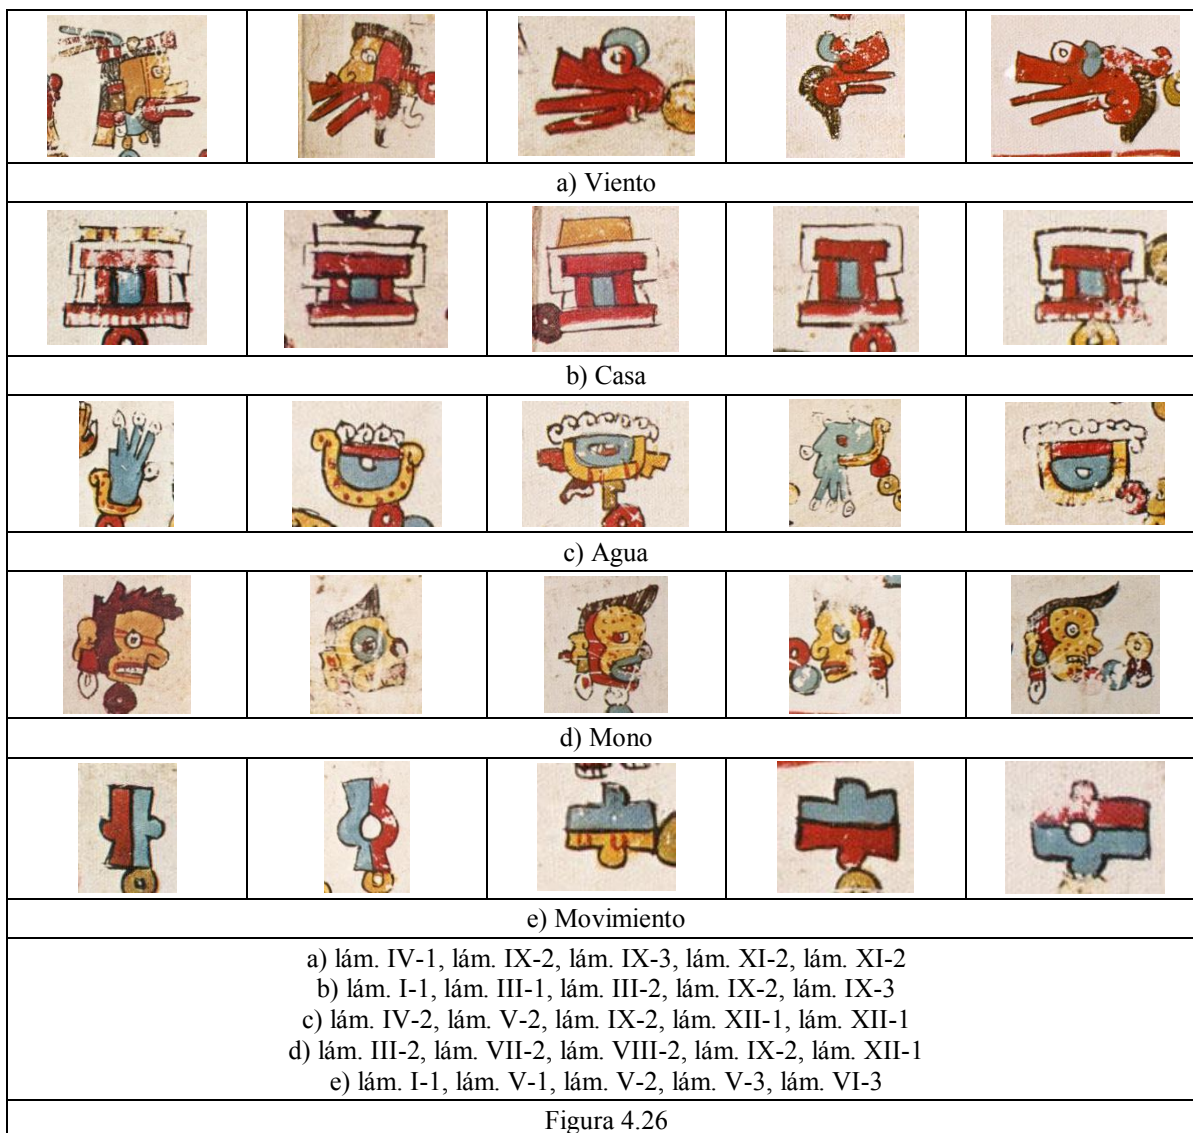 a) Viento
b) Casa
c) Agua
d) Mono
e) Movimiento
a) lám. IV-1, lám. IX-2, lám. IX-3, lám. XI-2, lám. XI-2
b) lám. I-1, lám. III-1, lám. III-2, lám. IX-2, lám. IX-3
c) lám. IV-2, lám. V-2, lám. IX-2, lám. XII-1, lám. XII-1
d) lám. III-2, lám. VII-2, lám. VIII-2, lám. IX-2, lám. XII-1
e) lám. I-1, lám. V-1, lám. V-2, lám. V-3, lám. VI-3
Figura 4.26